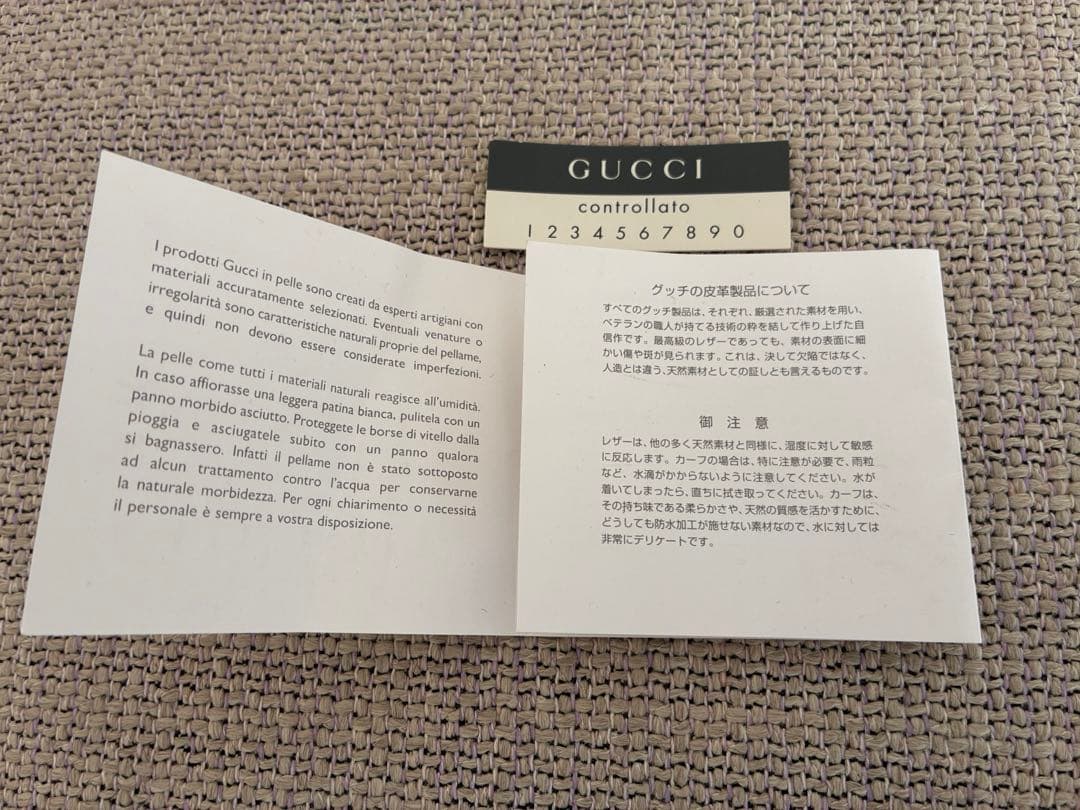 GUCCI
controllato
1 2 3 4 5 6 7 8 9 0
I prodotti Gucci in pelle sono creati da esperti artigiani con
materiali accuratamente selezionati. Eventuali venature o
irregolarità sono caratteristiche naturali proprie del pellame,
e quindi non devono essere considerate imperfezioni.
La pelle come tutti i materiali naturali reagisce all'umidità.
In caso affiorasse una leggera patina bianca, pulitela con un
panno morbido asciutto. Proteggete le borse di vitello dalla
pioggia e asciugatele subito con un panno qualora
si bagnassero. Infatti il pellame non è stato sottoposto
ad alcun trattamento contro l'acqua per conservarne
la naturale morbidezza. Per ogni chiarimento o necessità
il personale è sempre a vostra disposizione.
グッチの皮革製品について
すべてのグッチ製品は、それぞれ、厳選された素材を用い、
ベテランの職人が持てる技術の粋を結して作り上げた自
信作です。最高級のレザーであっても、素材の表面に細
かい傷や斑が見られます。これは、決して欠陥ではなく、
人造とは違う、天然素材としての証しとも言えるものです。
御 注 意
レザーは、他の多く天然素材と同様に、湿度に対して敏感
に反応します。カーフの場合は、特に注意が必要で、雨粒
など、水滴がかからないように注意してください。水が
着いてしまったら、直ちに拭き取ってください。カーフは、
その持ち味である柔らかさや、天然の質感を活かすために、
どうしても防水加工が施せない素材なので、水に対しては
非常にデリケートです。